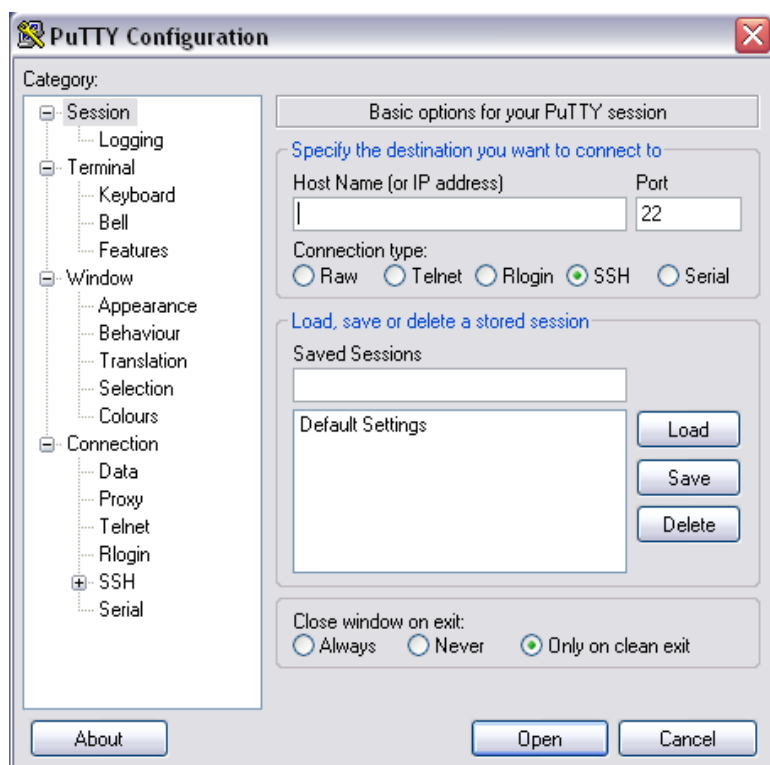 PuTTY Configuration
Category:
Session
Logging
Terminal
Keyboard
Bell
Features
Window
Appearance
Behaviour
Translation
Selection
Colours
Connection
Data
Proxy
Telnet
Rlogin
SSH
Serial
Basic options for your PuTTY session
Specify the destination you want to connect to
Host Name (or IP address) Port
22
Connection type:
Raw Telnet Rlogin SSH Serial
Load, save or delete a stored session
Saved Sessions
Default Settings
Load
Save
Delete
Close window on exit:
Always Never Only on clean exit
About Open Cancel